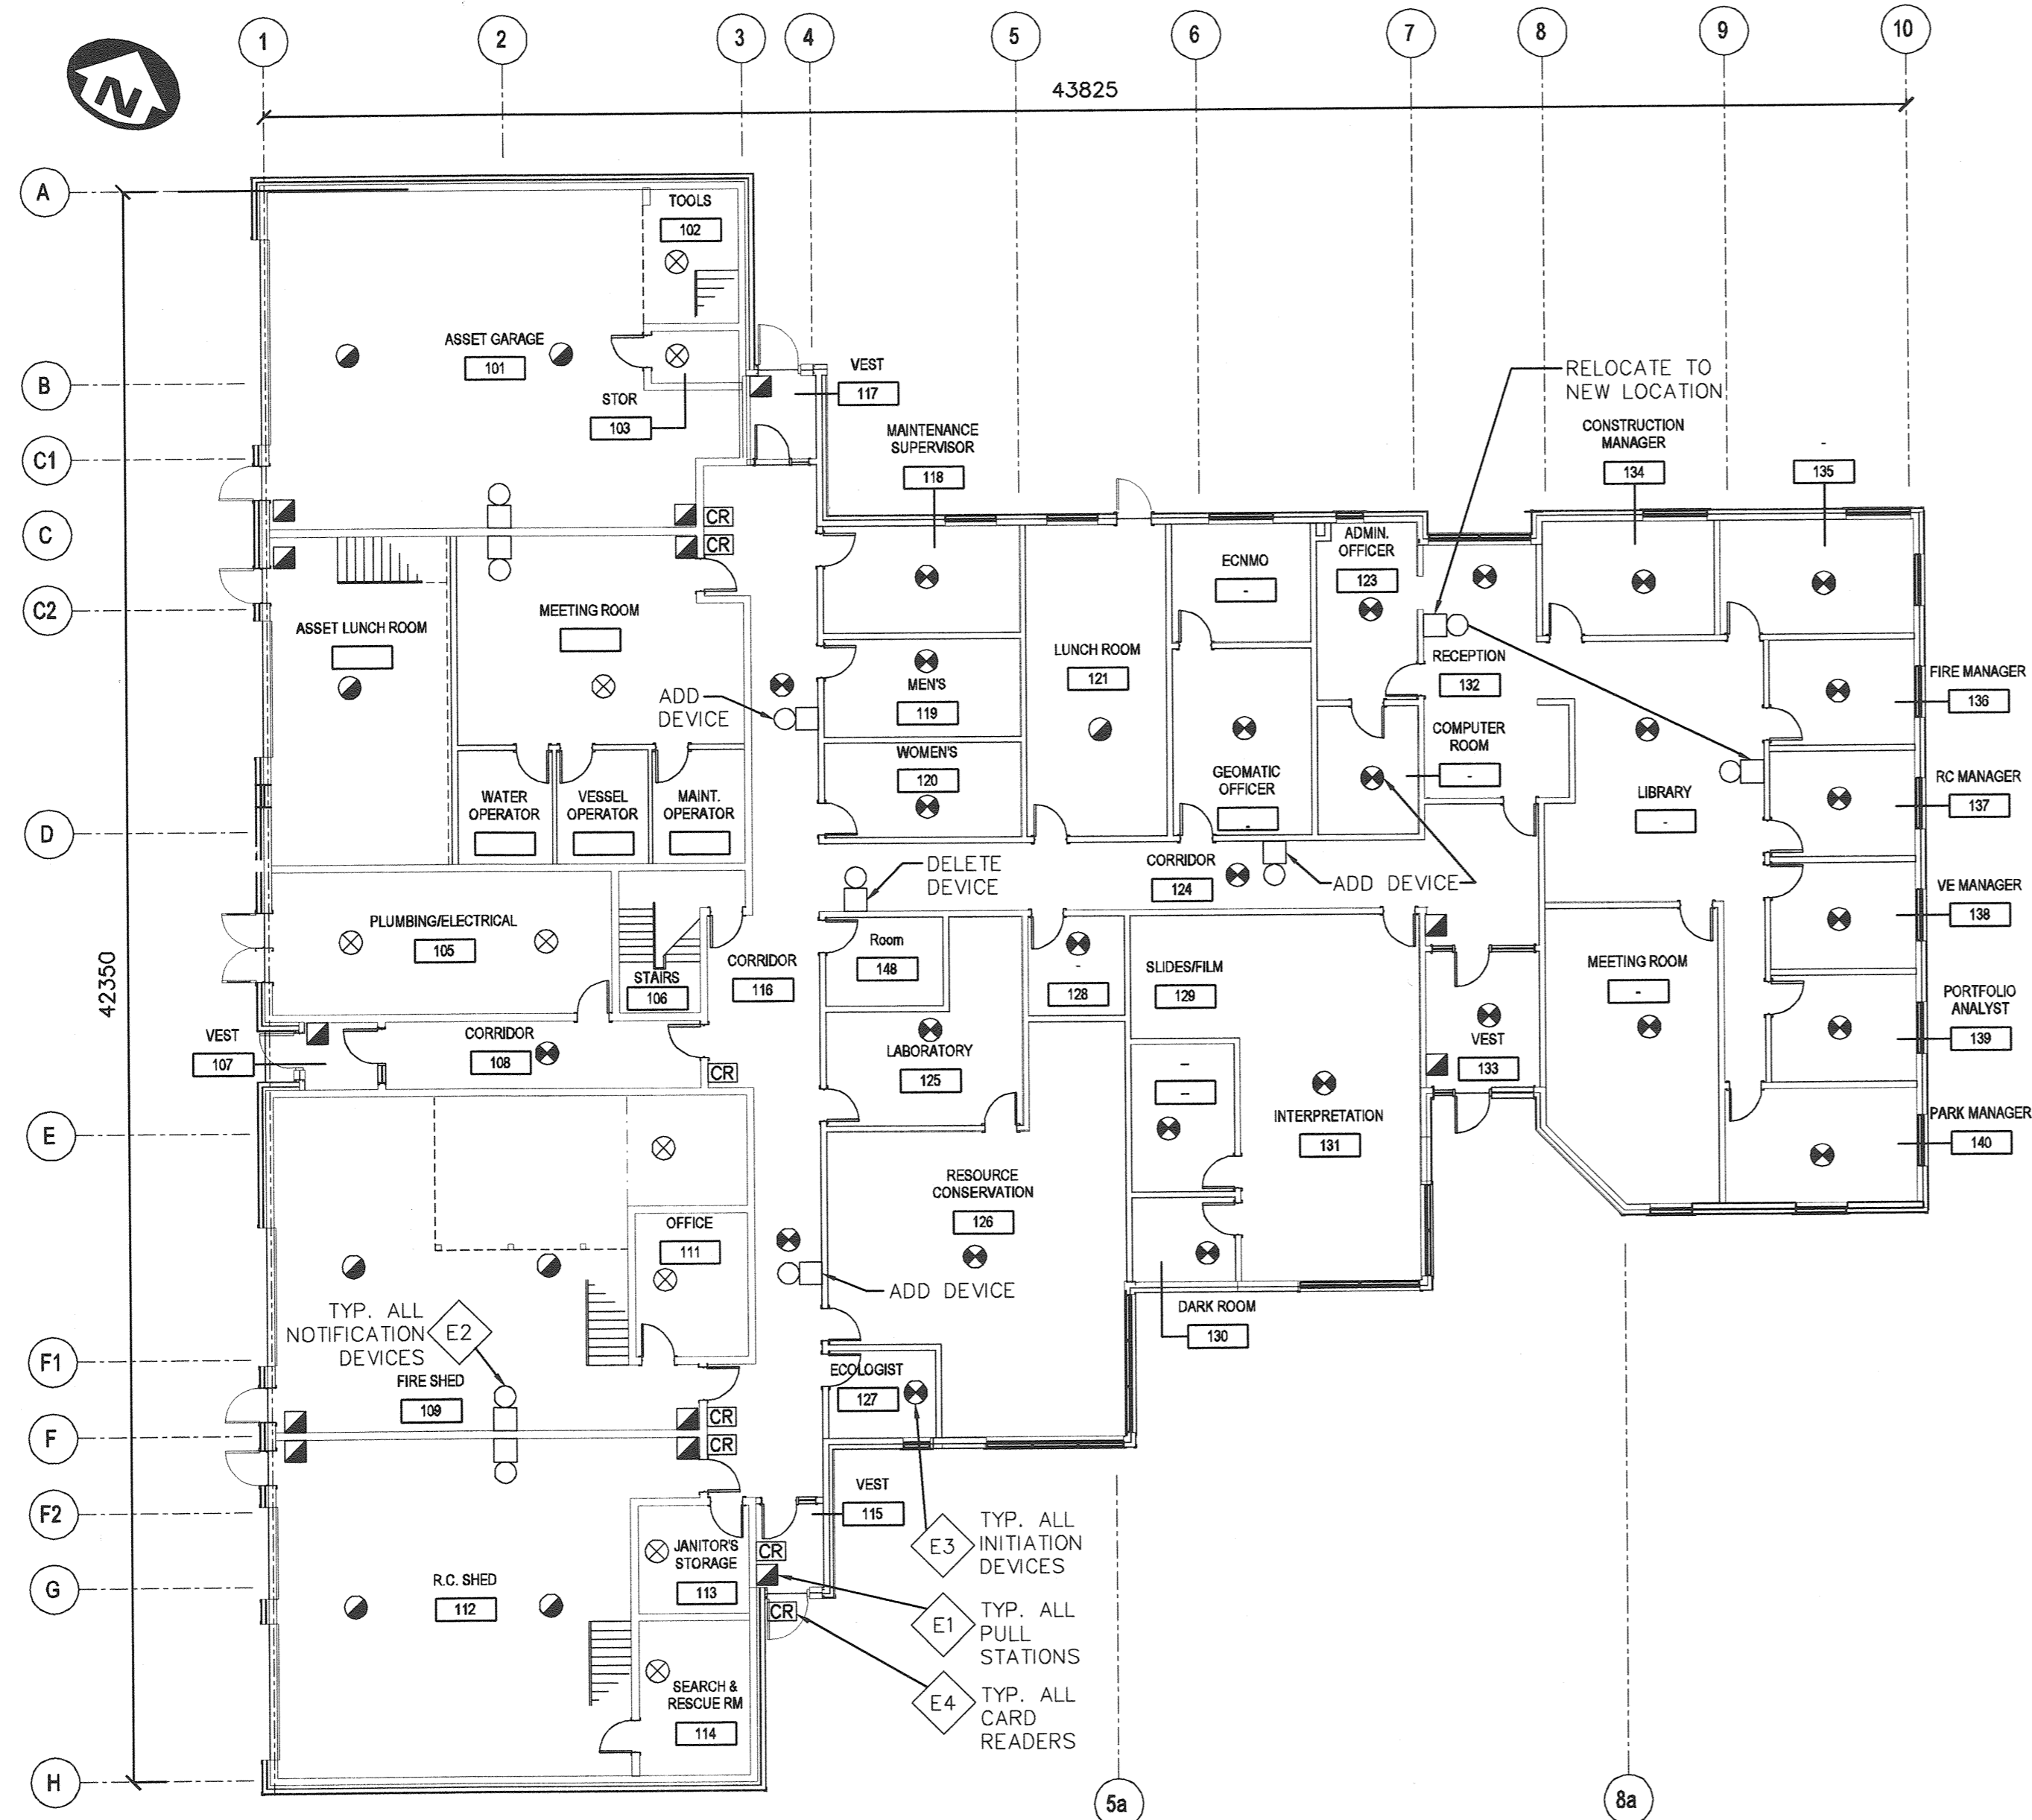 1 2 3 4 5 6 7 8 9 10
N
43825
A
TOOLS
102
ASSET GARAGE
101
B
VEST
117
RELOCATE TO
NEW LOCATION
STOR
103
C1
MAINTENANCE
SUPERVISOR
118
CONSTRUCTION
MANAGER
134
-
135
CR
C
CR
ADMIN.
OFFICER
123
ECNMO
-
C2
MEETING ROOM
ASSET LUNCH ROOM
LUNCH ROOM
121
RECEPTION
132
MEN'S
119
FIRE MANAGER
136
ADD
DEVICE
COMPUTER
ROOM
-
WOMEN'S
120
GEOMATIC
OFFICER
-
RC MANAGER
137
LIBRARY
-
WATER
OPERATOR
VESSEL
OPERATOR
MAINT.
OPERATOR
D
DELETE
DEVICE
CORRIDOR
124
ADD DEVICE
VE MANAGER
138
PLUMBING/ELECTRICAL
105
Room
148
42350
STAIRS
106
CORRIDOR
116
-
128
SLIDES/FILM
129
MEETING ROOM
-
PORTFOLIO
ANALYST
139
VEST
107
CORRIDOR
108
CR
LABORATORY
125
VEST
133
-
-
E
INTERPRETATION
131
PARK MANAGER
140
RESOURCE
CONSERVATION
126
OFFICE
111
ADD DEVICE
TYP. ALL
NOTIFICATION
DEVICES
E2
DARK ROOM
130
F1
FIRE SHED
109
ECOLOGIST
127
CR
F
CR
F2
VEST
115
JANITOR'S
STORAGE
113
CR
E3
TYP. ALL
INITIATION
DEVICES
G
R.C. SHED
112
CR
E1
TYP. ALL
PULL
STATIONS
SEARCH &
RESCUE RM
114
E4
TYP. ALL
CARD
READERS
H
5a
8a